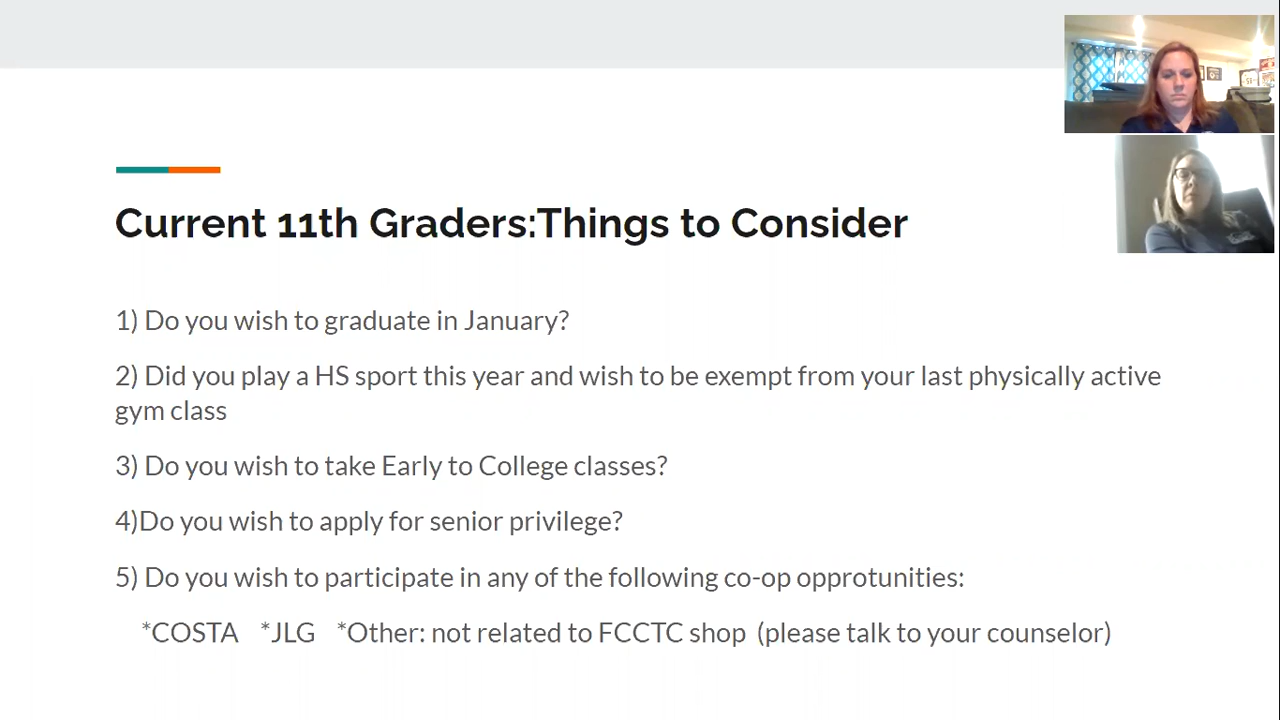 Current 11th Graders:Things to Consider
1) Do you wish to graduate in January?
2) Did you play a HS sport this year and wish to be exempt from your last physically active
gym class
3) Do you wish to take Early to College classes?
4)Do you wish to apply for senior privilege?
5) Do you wish to participate in any of the following co-op opprotunities:
*COSTA *JLG *Other: not related to FCCTC shop (please talk to your counselor)